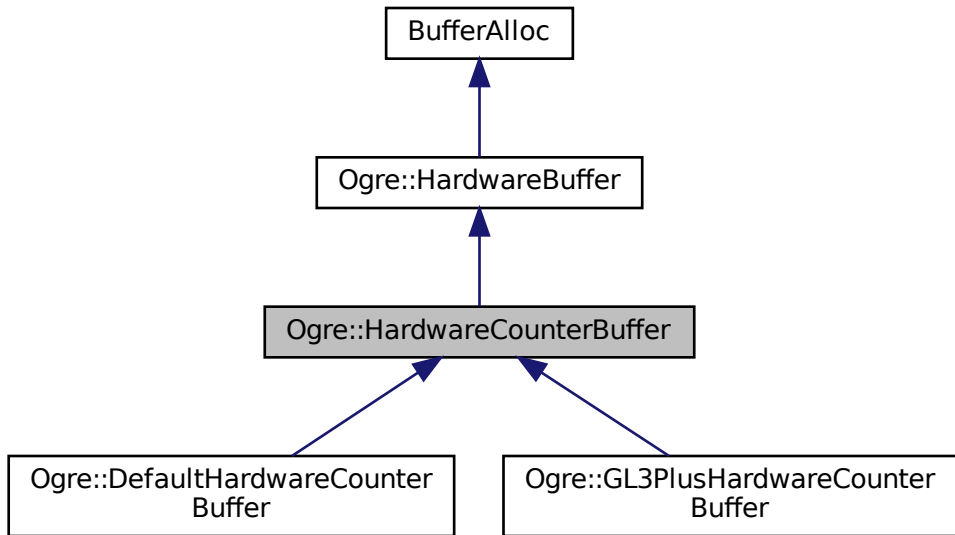 BufferAlloc
Ogre::HardwareBuffer
Ogre::HardwareCounterBuffer
Ogre::DefaultHardwareCounter
Buffer
Ogre::GL3PlusHardwareCounter
Buffer